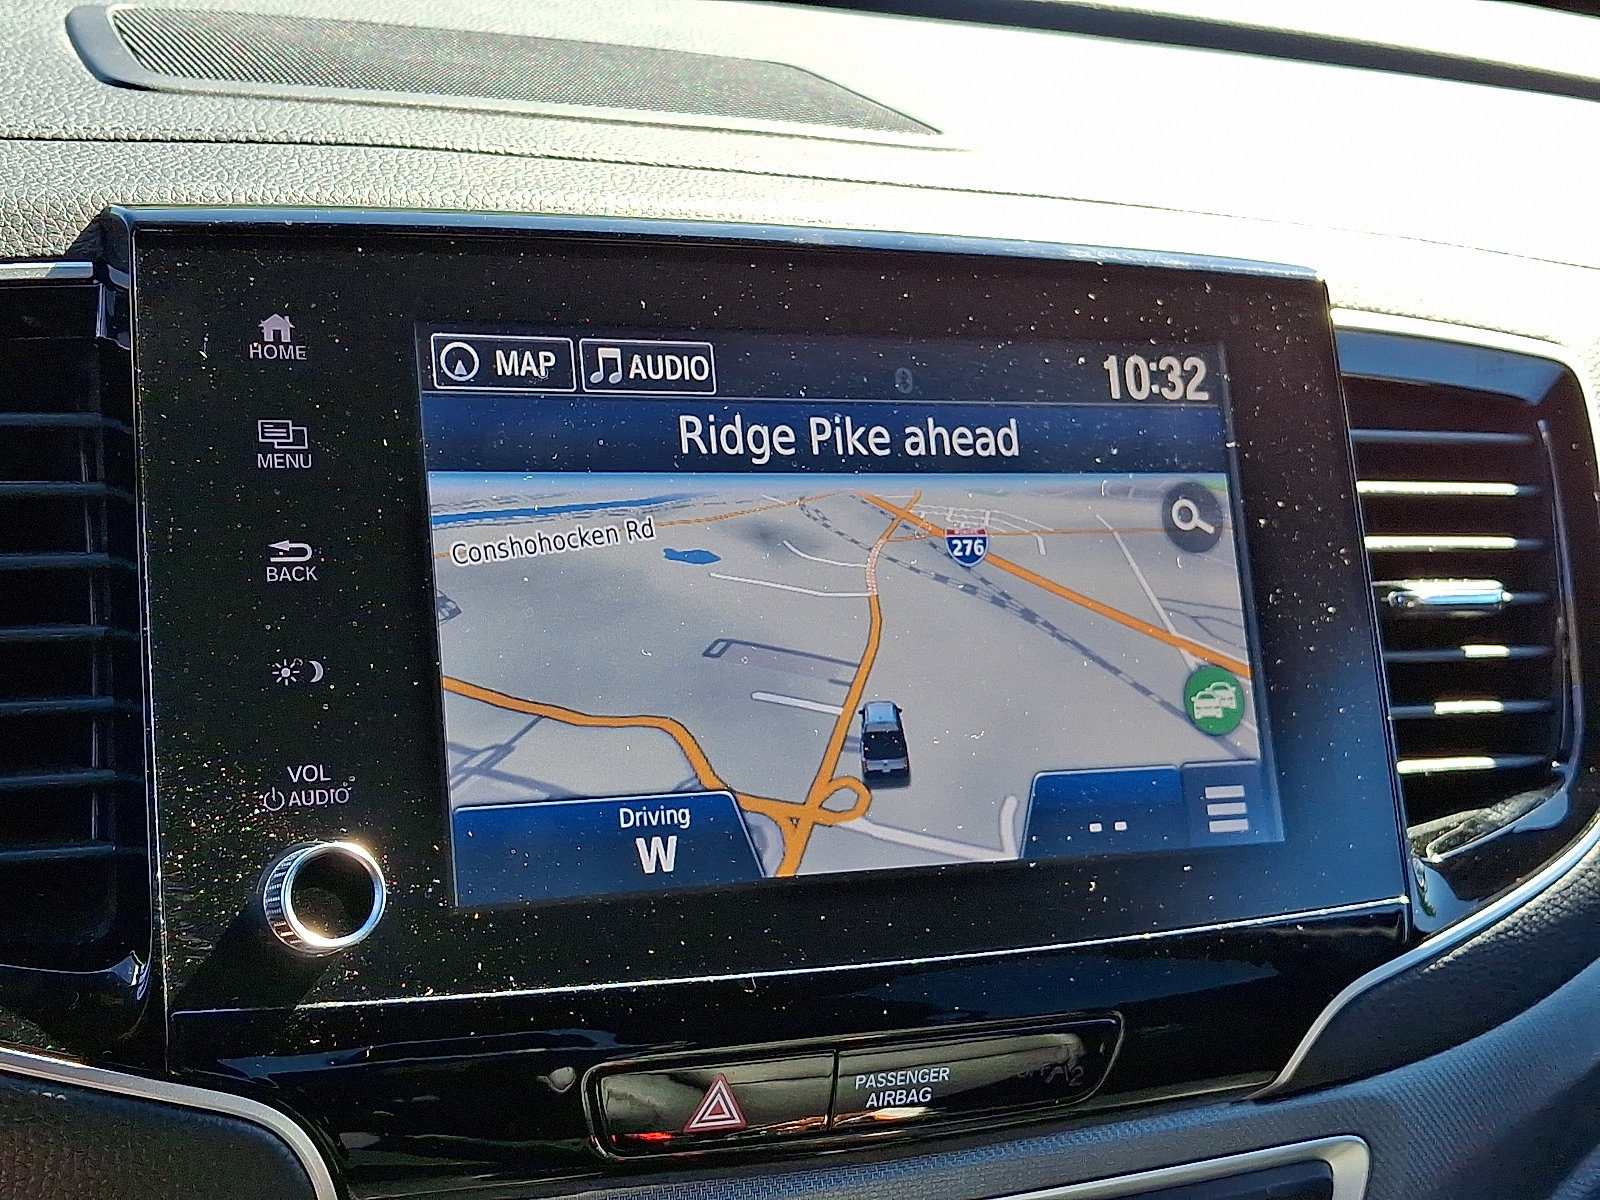 HOME
MENU
BACK
VOL
AUDIO
MAP
AUDIO
10:32
Ridge Pike ahead
Conshohocken Rd
276
Driving
W
--
PASSENGER
AIRBAG